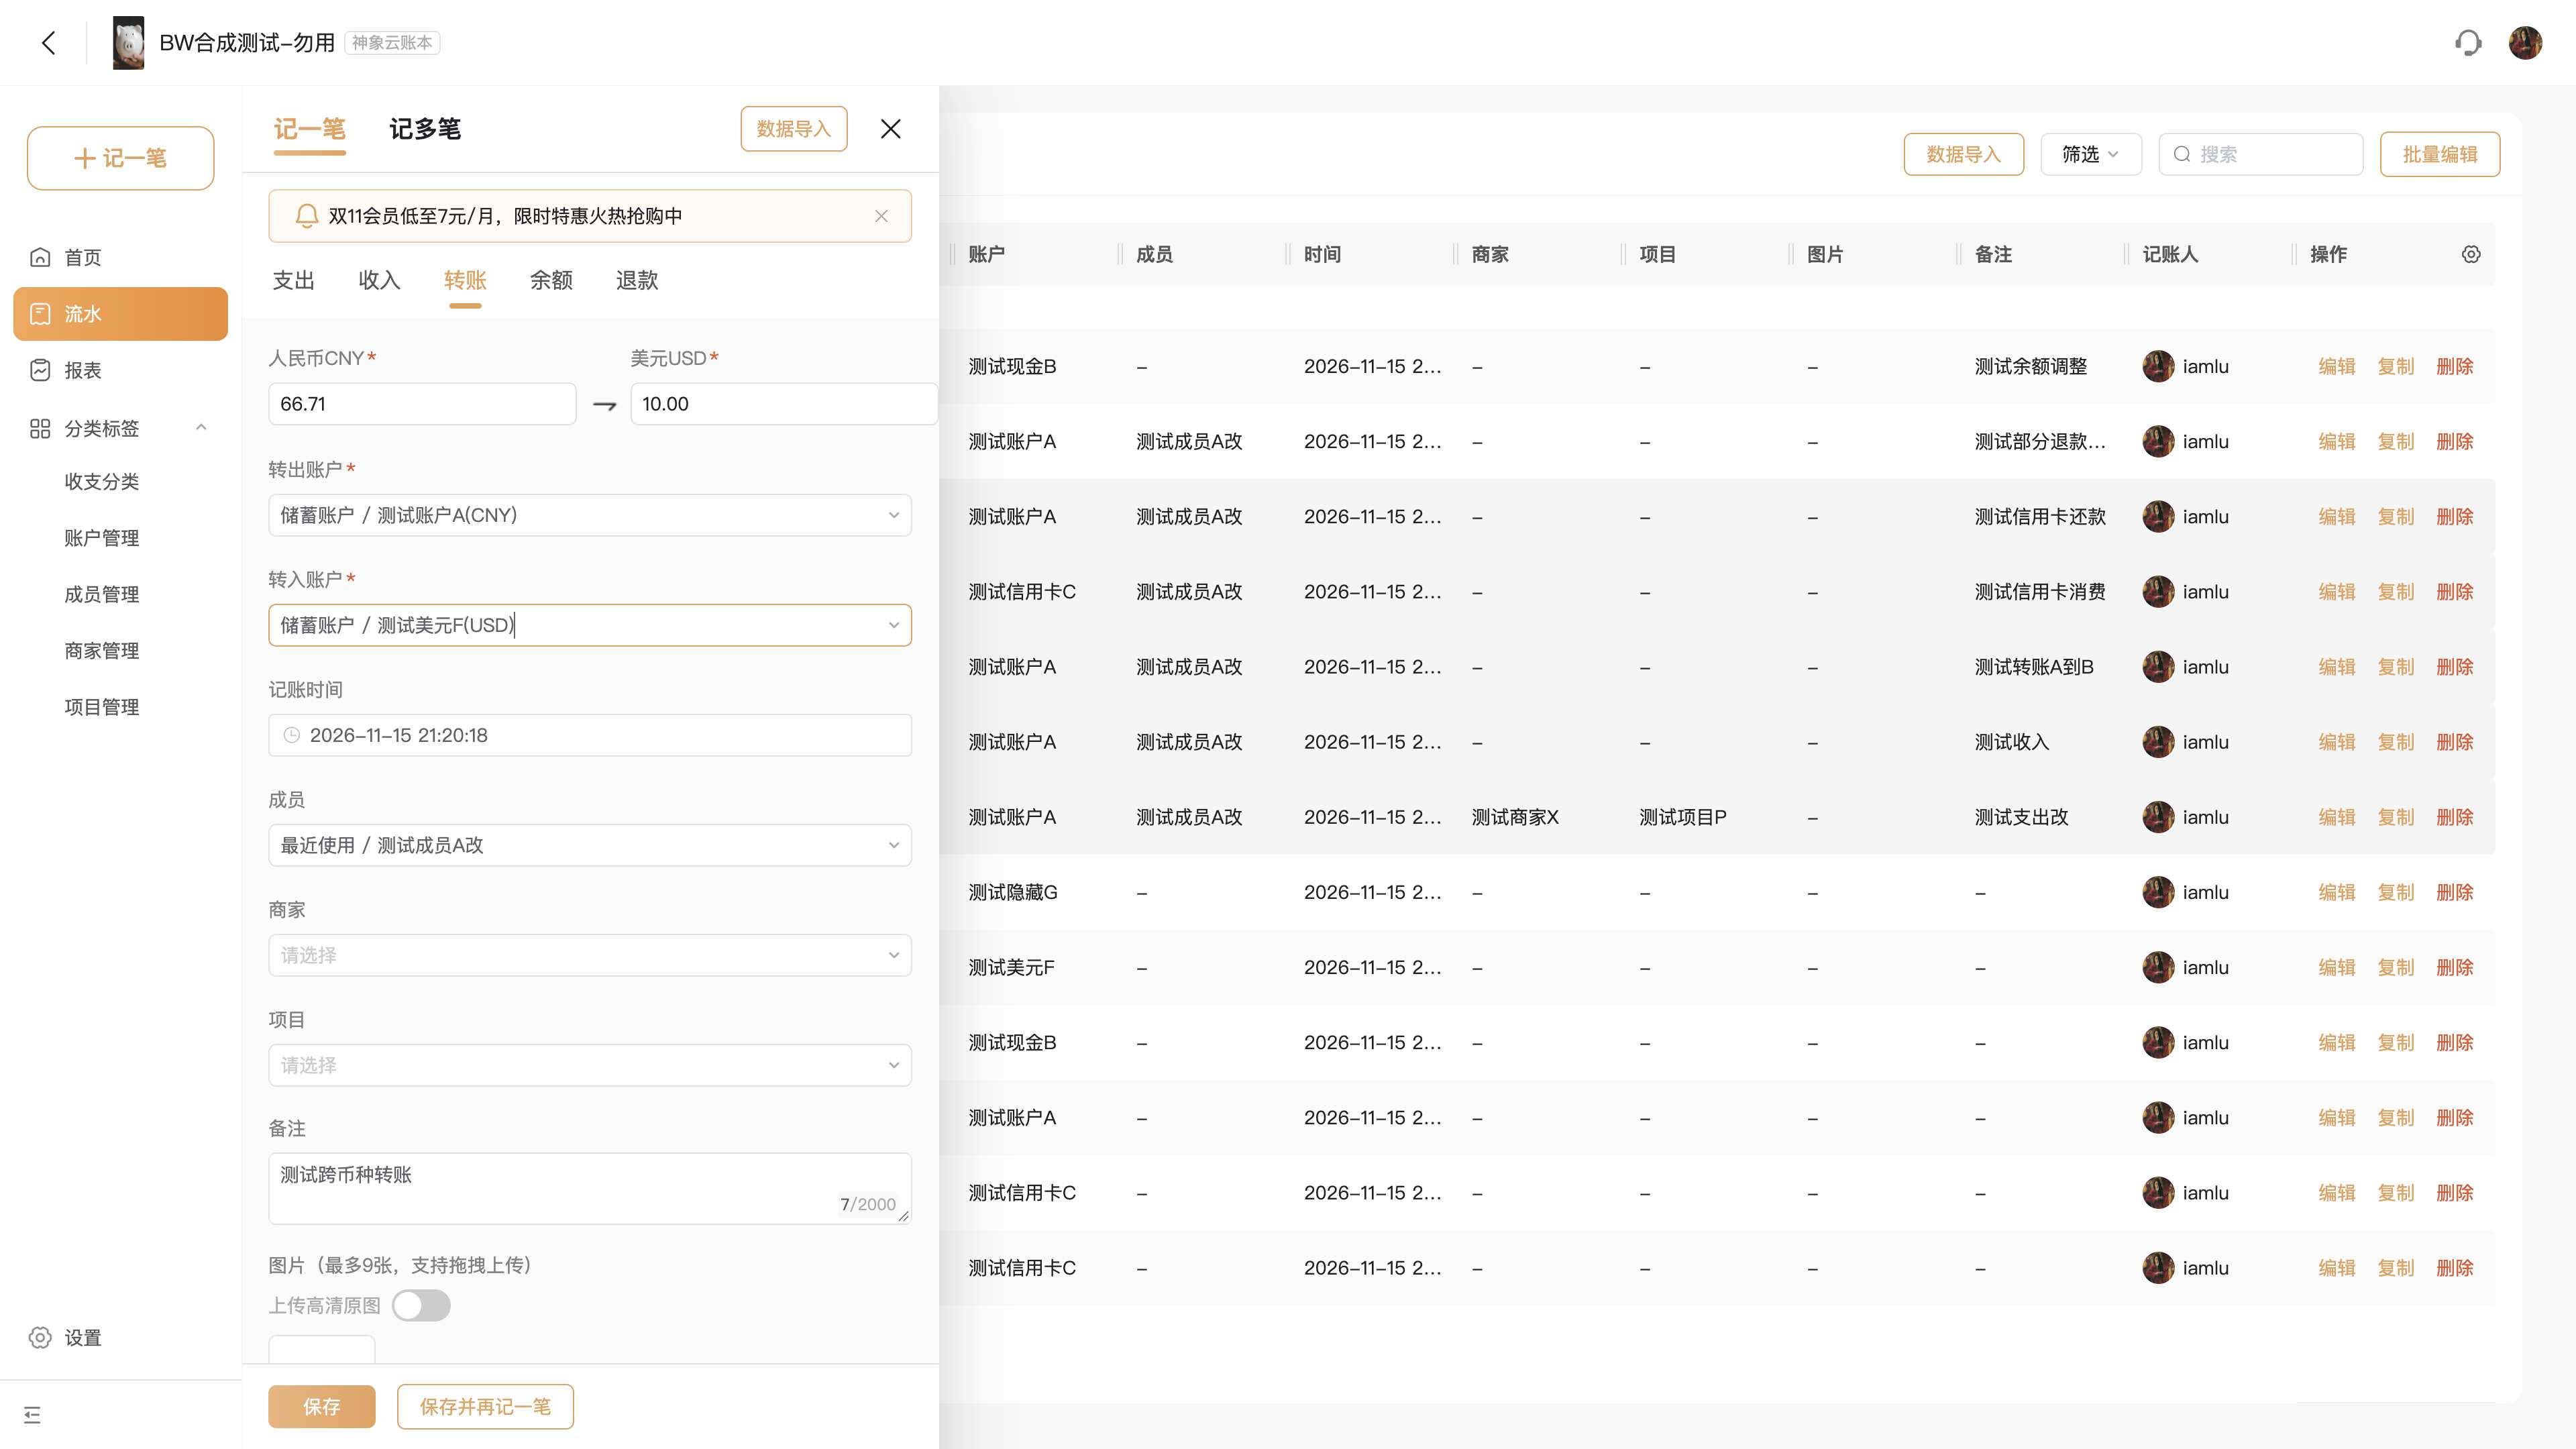 BW合成测试-勿用 神象云账本
记一笔
首页
流水
报表
分类标签
收支分类
账户管理
成员管理
商家管理
项目管理
设置
记一笔 记多笔 数据导入
双11会员低至7元/月，限时特惠火热抢购中
支出 收入 转账 余额 退款
人民币CNY* 美元USD*
66.71 10.00
转出账户*
储蓄账户 / 测试账户A(CNY)
转入账户*
储蓄账户 / 测试美元F(USD)
记账时间
2026-11-15 21:20:18
成员
最近使用 / 测试成员A改
商家
请选择
项目
请选择
备注
测试跨币种转账
7/2000
图片（最多9张，支持拖拽上传）
上传高清原图
保存 保存并再记一笔
数据导入 筛选 搜索 批量编辑
账户 成员 时间 商家 项目 图片 备注 记账人 操作
测试现金B - 2026-11-15 2... - - - 测试余额调整 iamlu 编辑 复制 删除
测试账户A 测试成员A改 2026-11-15 2... - - - 测试部分退款... iamlu 编辑 复制 删除
测试账户A 测试成员A改 2026-11-15 2... - - - 测试信用卡还款 iamlu 编辑 复制 删除
测试信用卡C 测试成员A改 2026-11-15 2... - - - 测试信用卡消费 iamlu 编辑 复制 删除
测试账户A 测试成员A改 2026-11-15 2... - - - 测试转账A到B iamlu 编辑 复制 删除
测试账户A 测试成员A改 2026-11-15 2... - - - 测试收入 iamlu 编辑 复制 删除
测试账户A 测试成员A改 2026-11-15 2... 测试商家X 测试项目P - 测试支出改 iamlu 编辑 复制 删除
测试隐藏G - 2026-11-15 2... - - - - iamlu 编辑 复制 删除
测试美元F - 2026-11-15 2... - - - - iamlu 编辑 复制 删除
测试现金B - 2026-11-15 2... - - - - iamlu 编辑 复制 删除
测试账户A - 2026-11-15 2... - - - - iamlu 编辑 复制 删除
测试信用卡C - 2026-11-15 2... - - - - iamlu 编辑 复制 删除
测试信用卡C - 2026-11-15 2... - - - - iamlu 编辑 复制 删除